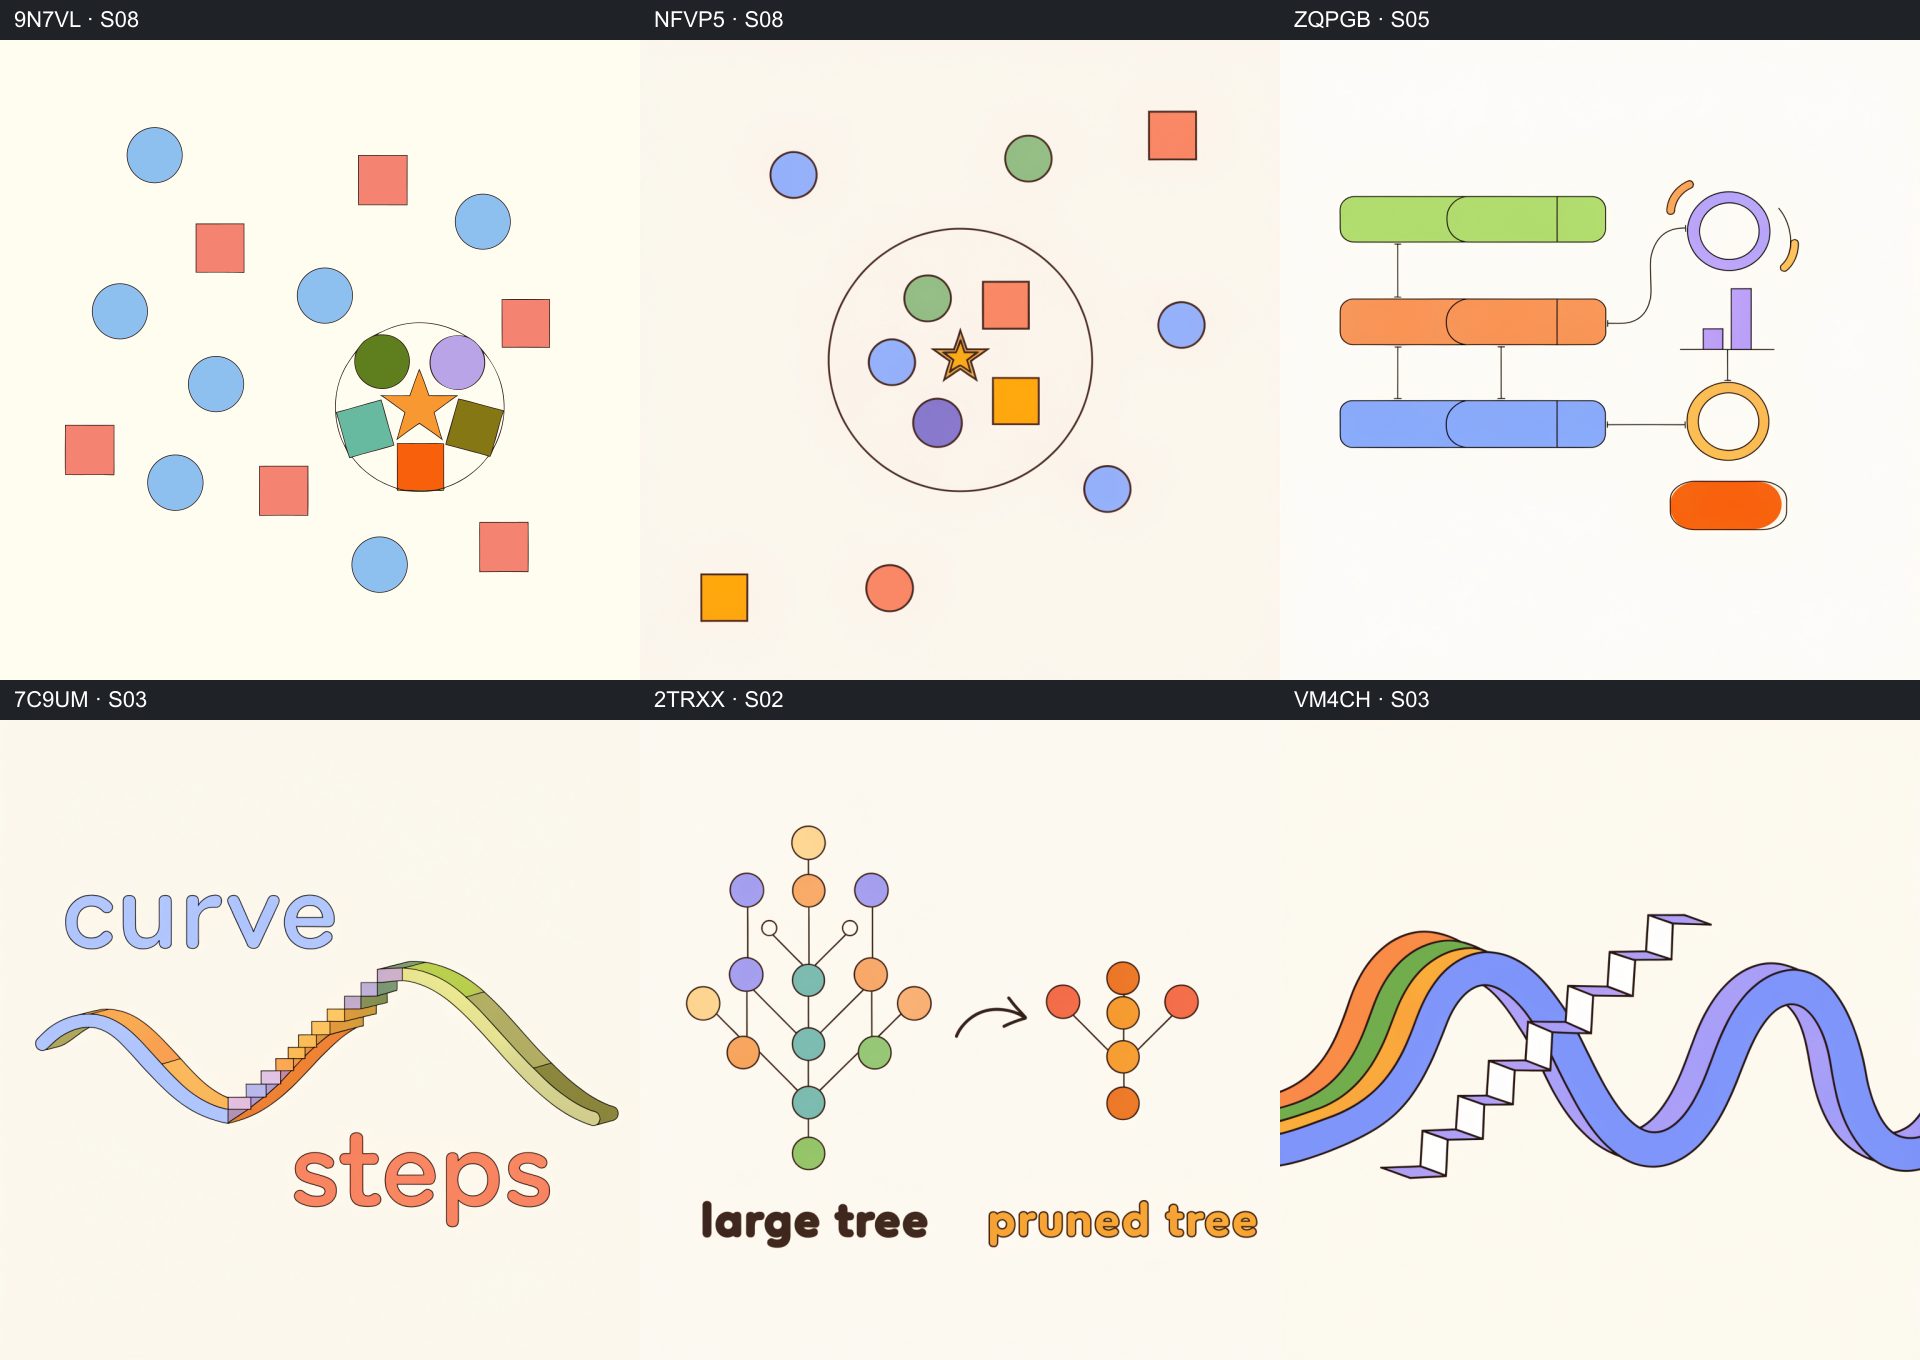 9N7VL · S08
NFVP5 · S08
ZQPGB · S05
7C9UM · S03
2TRXX · S02
VM4CH · S03
curve
steps
large tree
pruned tree